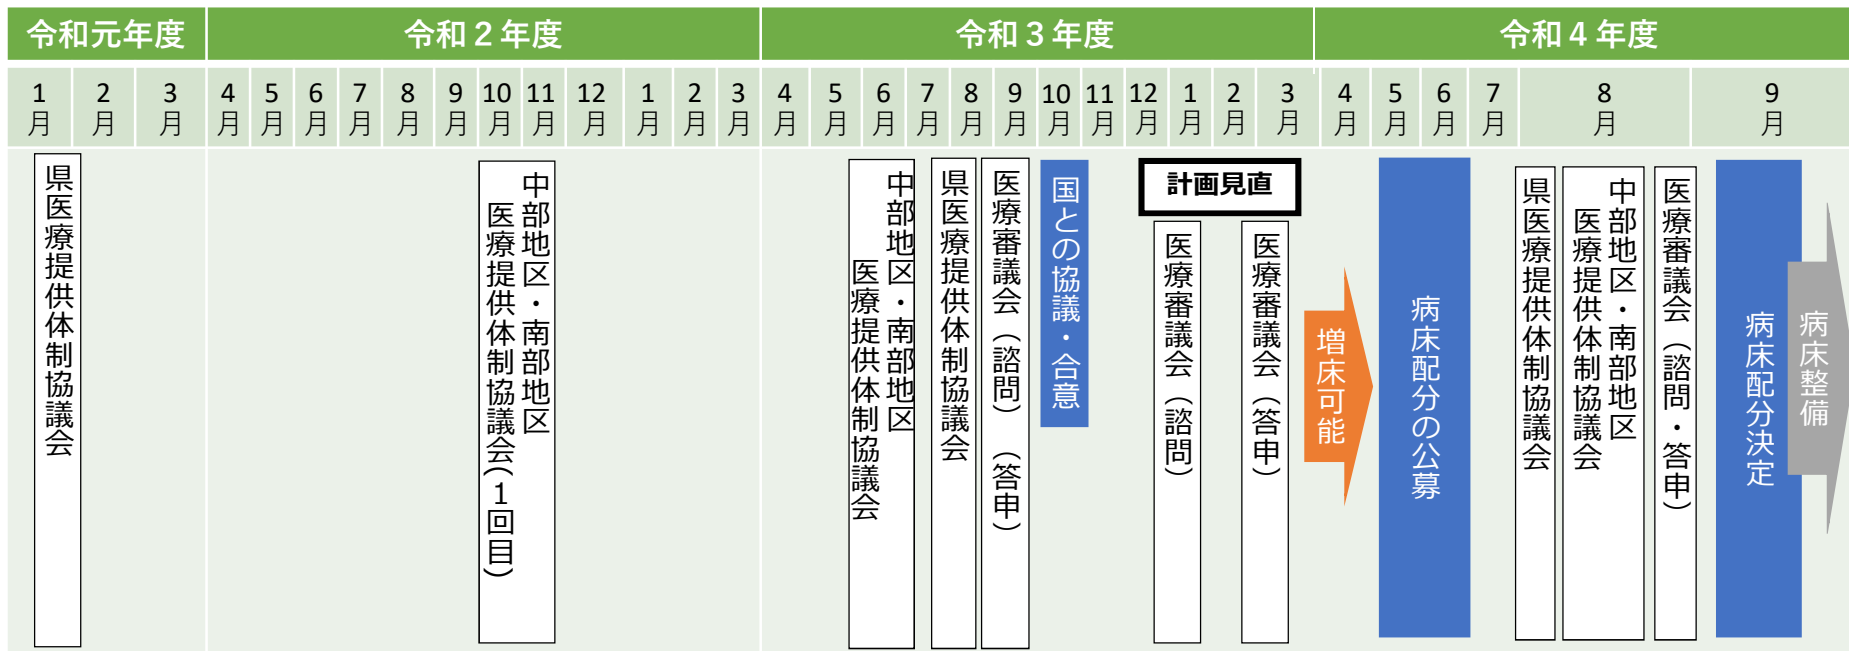 令和元年度
令和２年度
令和３年度
令和４年度
1月
2月
3月
4月
5月
6月
7月
8月
9月
10月
11月
12月
1月
2月
3月
4月
5月
6月
7月
8月
9月
10月
11月
12月
1月
2月
3月
4月
5月
6月
7月
8月
9月
県医療提供体制協議会
中部地区・南部地区
医療提供体制協議会(１回目)
中部地区・南部地区
医療提供体制協議会
県医療提供体制協議会
医療審議会（諮問）（答申）
国との協議・合意
計画見直
医療審議会（諮問）
医療審議会（答申）
増床可能
病床配分の公募
県医療提供体制協議会
中部地区・南部地区
医療提供体制協議会
医療審議会（諮問・答申）
病床配分決定
病床整備